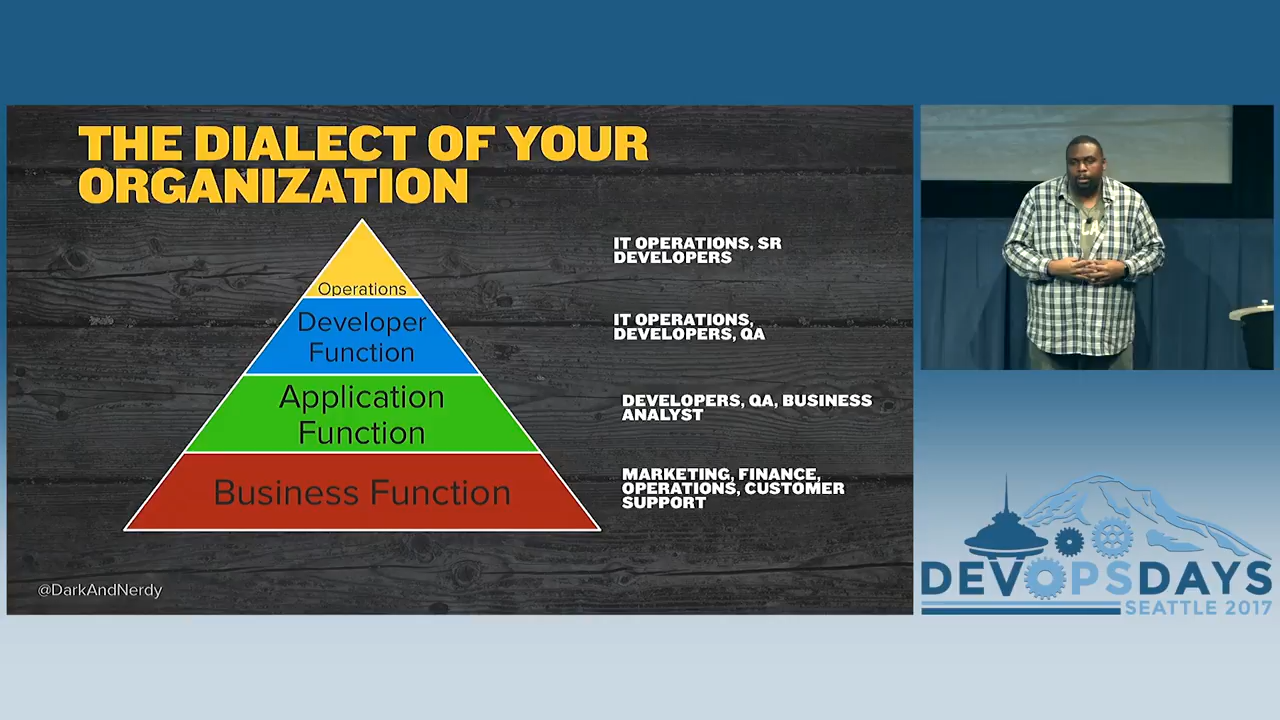 THE DIALECT OF YOUR
ORGANIZATION
Operations
IT OPERATIONS, SR
DEVELOPERS
Developer
Function
IT OPERATIONS,
DEVELOPERS, QA
Application
Function
DEVELOPERS, QA, BUSINESS
ANALYST
Business Function
MARKETING, FINANCE,
OPERATIONS, CUSTOMER
SUPPORT
@DarkAndNerdy
DEVOPSDAYS
SEATTLE 2017